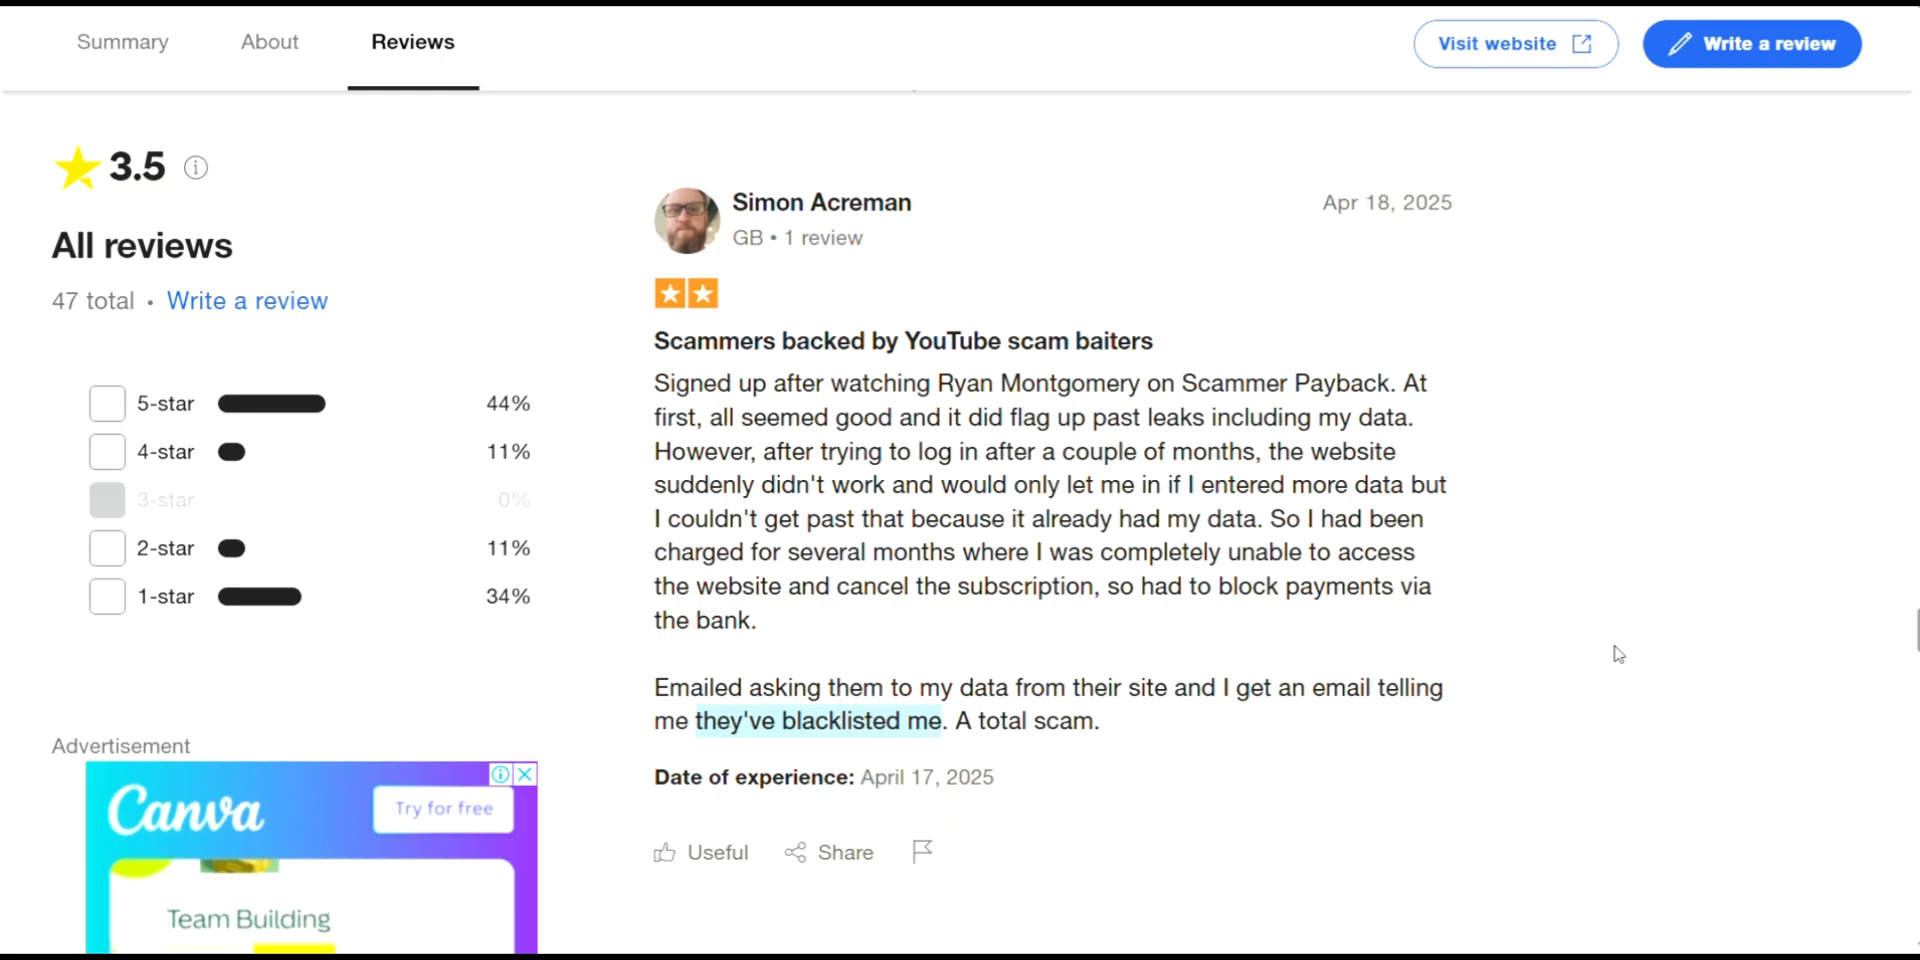 Summary
About
Reviews
Visit website
Write a review
3.5
All reviews
47 total • Write a review
5-star 44%
4-star 11%
3-star 0%
2-star 11%
1-star 34%
Advertisement
Canva
Try for free
Team Building
Simon Acreman
Apr 18, 2025
GB • 1 review
Scammers backed by YouTube scam baiters
Signed up after watching Ryan Montgomery on Scammer Payback. At
first, all seemed good and it did flag up past leaks including my data.
However, after trying to log in after a couple of months, the website
suddenly didn't work and would only let me in if I entered more data but
I couldn't get past that because it already had my data. So I had been
charged for several months where I was completely unable to access
the website and cancel the subscription, so had to block payments via
the bank.
Emailed asking them to my data from their site and I get an email telling
me they've blacklisted me. A total scam.
Date of experience: April 17, 2025
Useful
Share